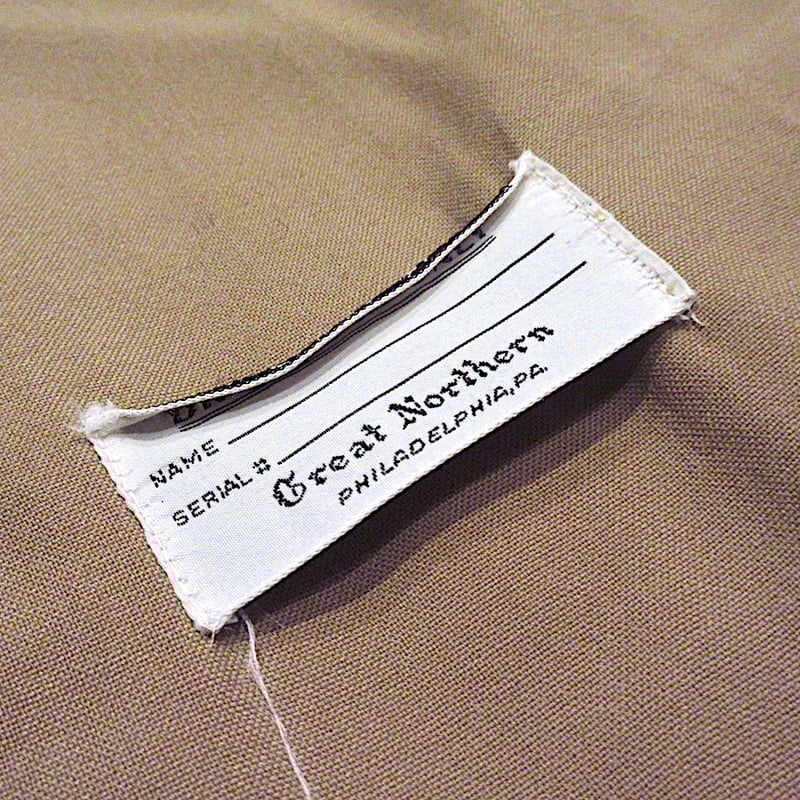 NAME
SERIAL #
Great Northern
PHILADELPHIA, PA.